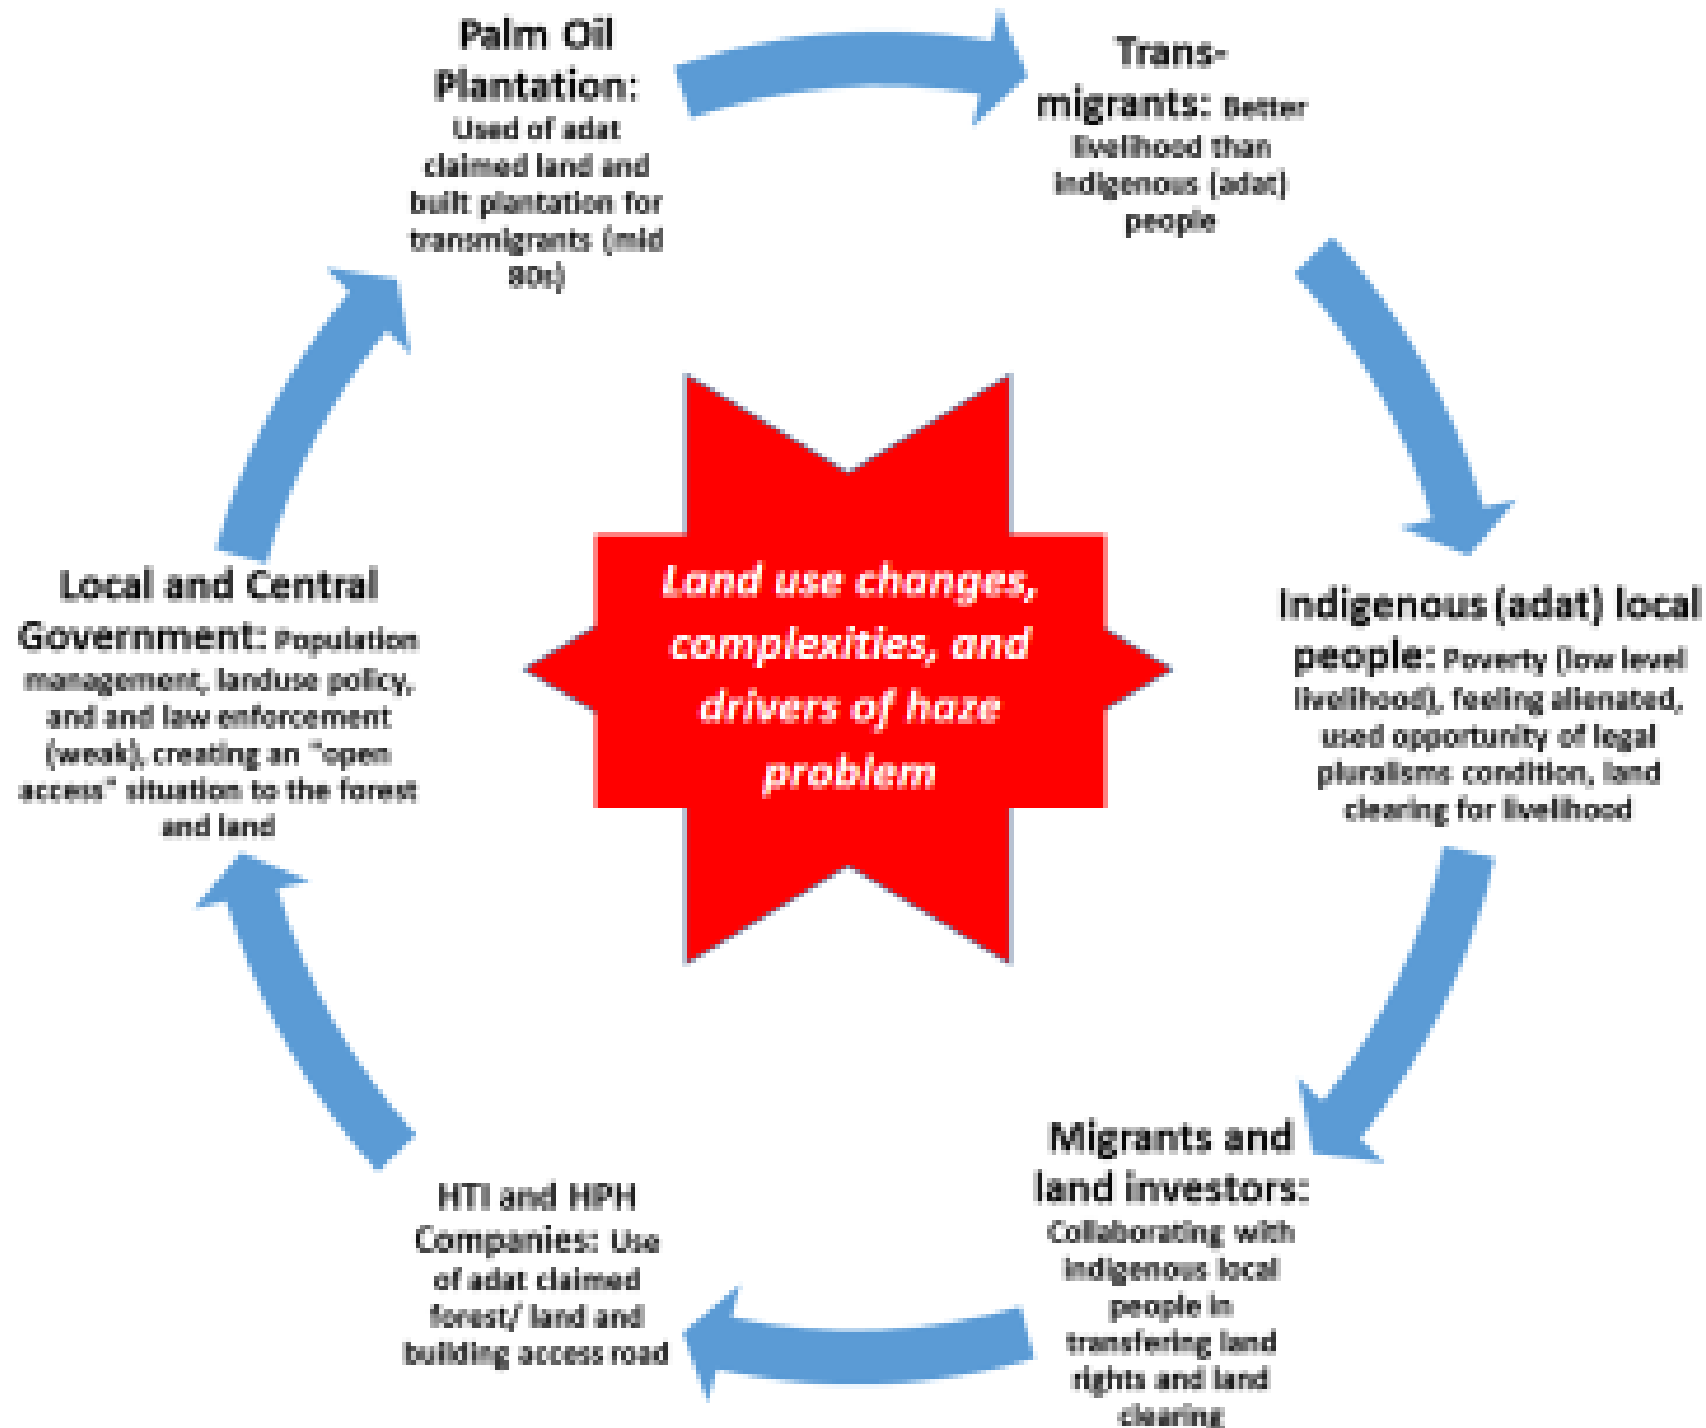 Palm Oil
Plantation:
Used of adat
claimed land and
built plantation for
transmigrants (mid
80s)
Trans-
migrants: Better
livelihood than
indigenous (adat)
people
Indigenous (adat) local
people: Poverty (low level
livelihood), feeling alienated,
used opportunity of legal
pluralisms condition, land
clearing for livelihood
Migrants and
land investors:
Collaborating with
indigenous local
people in
transfering land
rights and land
clearing
HTI and HPH
Companies: Use
of adat claimed
forest/ land and
building access road
Local and Central
Government: Population
management, landuse policy,
and and law enforcement
(weak), creating an "open
access" situation to the forest
and land
Land use changes,
complexities, and
drivers of haze
problem